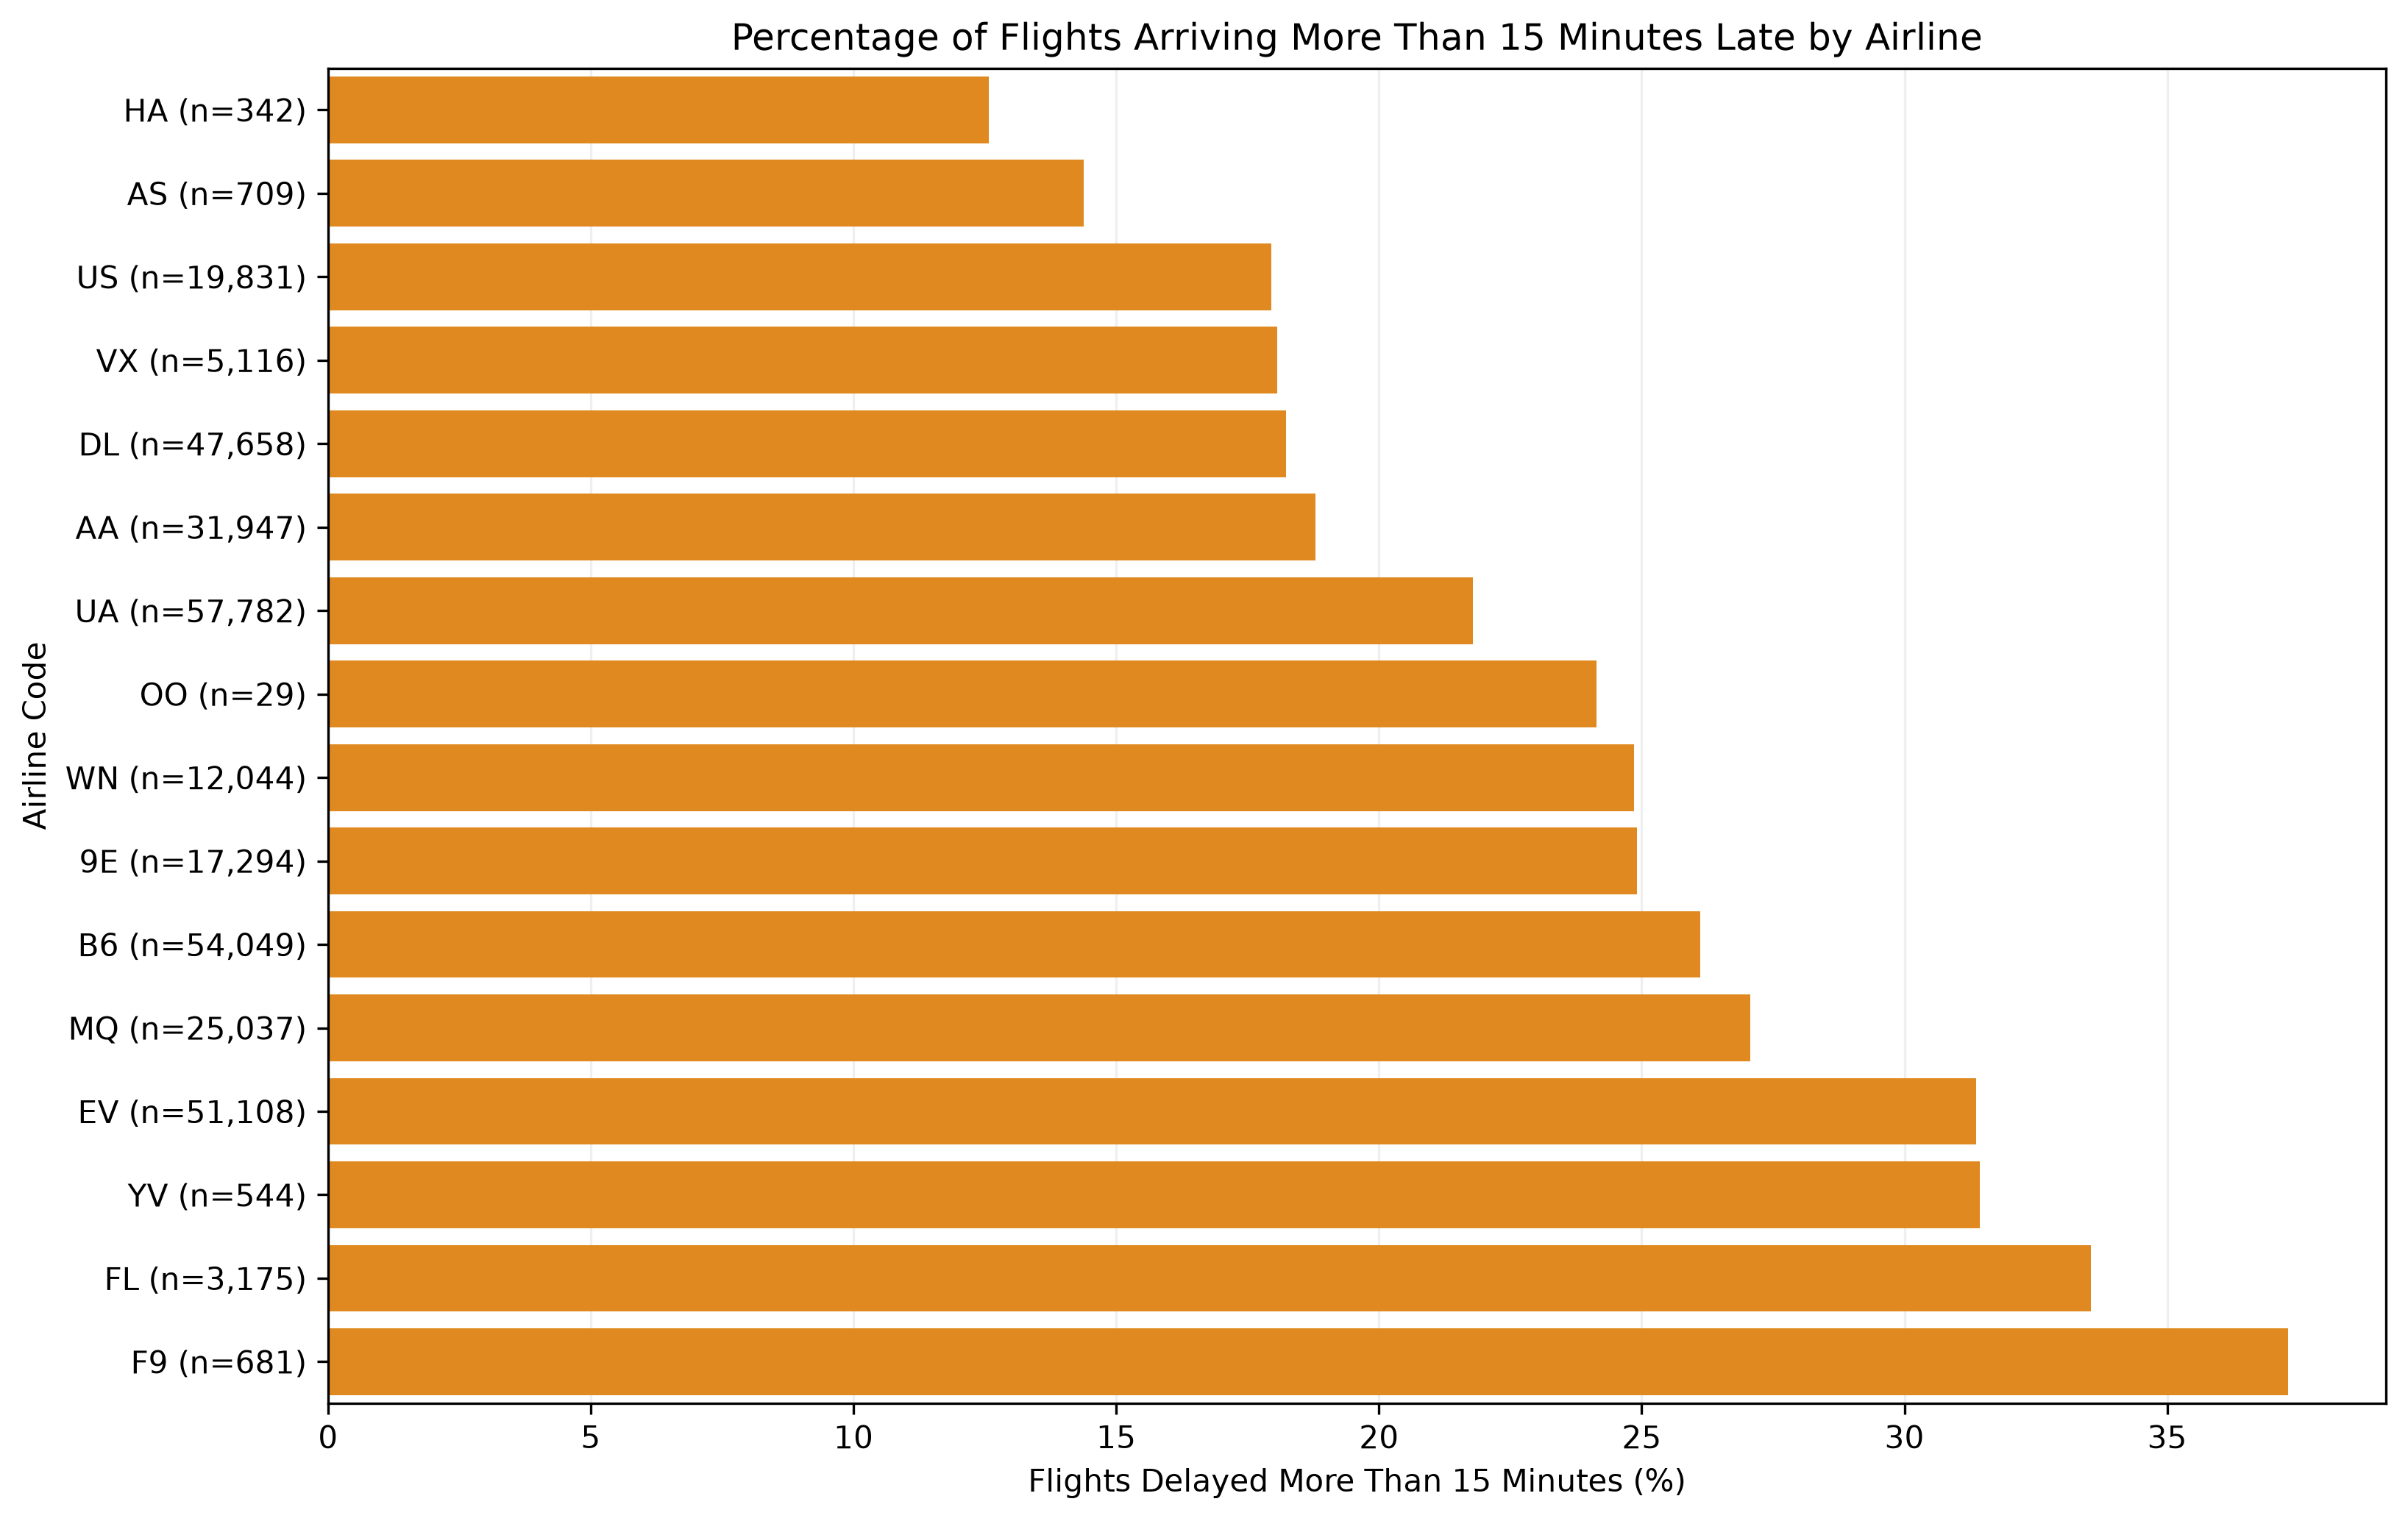 Percentage of Flights Arriving More Than 15 Minutes Late by Airline
Airline Code
HA (n=342)
AS (n=709)
US (n=19,831)
VX (n=5,116)
DL (n=47,658)
AA (n=31,947)
UA (n=57,782)
OO (n=29)
WN (n=12,044)
9E (n=17,294)
B6 (n=54,049)
MQ (n=25,037)
EV (n=51,108)
YV (n=544)
FL (n=3,175)
F9 (n=681)
0 5 10 15 20 25 30 35
Flights Delayed More Than 15 Minutes (%)